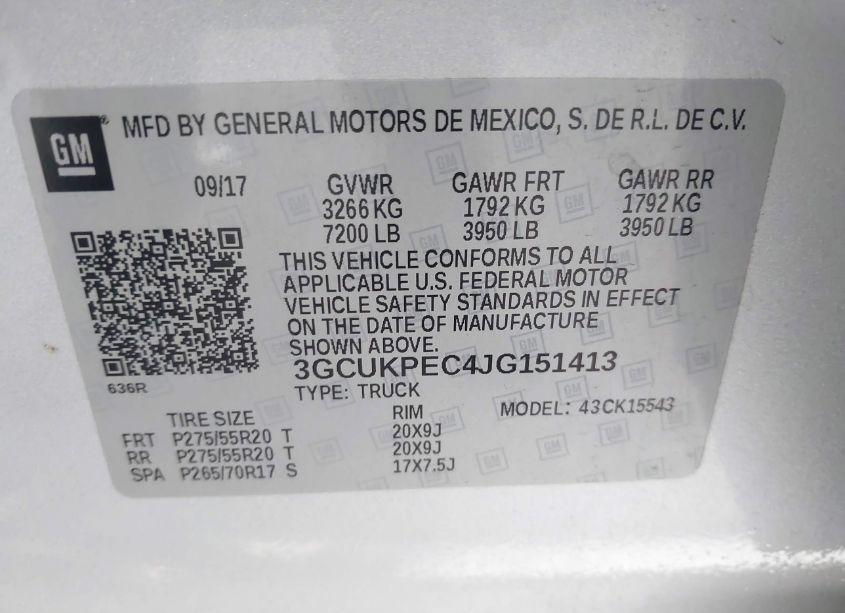 GM
MFD BY GENERAL MOTORS DE MEXICO, S. DE R.L. DE C.V.
09/17 GVWR GAWR FRT GAWR RR
3266 KG 1792 KG 1792 KG
7200 LB 3950 LB 3950 LB
THIS VEHICLE CONFORMS TO ALL
APPLICABLE U.S. FEDERAL MOTOR
VEHICLE SAFETY STANDARDS IN EFFECT
ON THE DATE OF MANUFACTURE
SHOWN ABOVE.
3GCUKPEC4JG151413
636R
TYPE: TRUCK
MODEL: 43CK15543
TIRE SIZE RIM
FRT P275/55R20 T 20X9J
RR P275/55R20 T 20X9J
SPA P265/70R17 S 17X7.5J